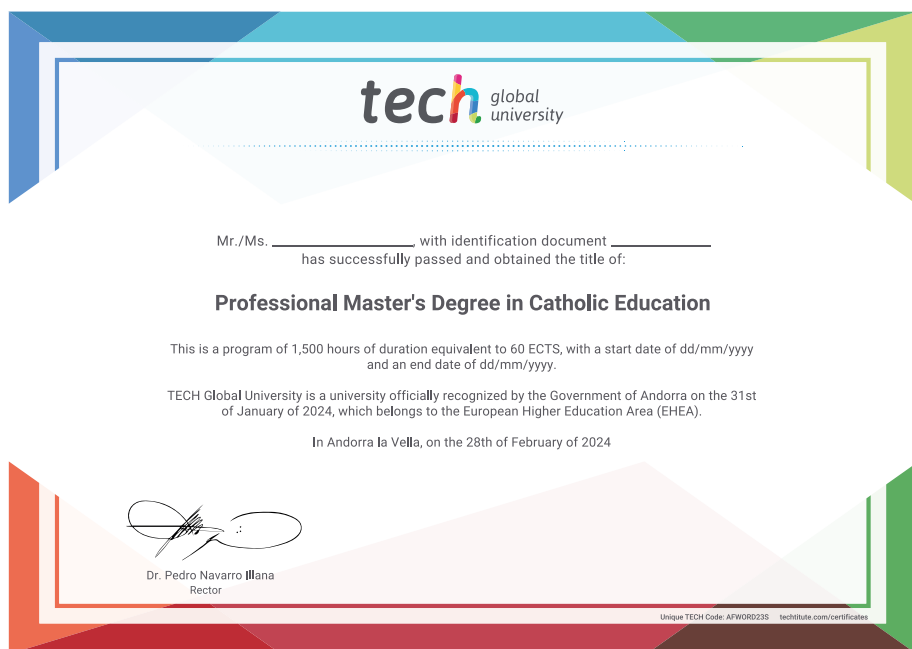 tech global university
Mr./Ms. ____________________, with identification document ______________
has successfully passed and obtained the title of:
Professional Master's Degree in Catholic Education
This is a program of 1,500 hours of duration equivalent to 60 ECTS, with a start date of dd/mm/yyyy
and an end date of dd/mm/yyyy.
TECH Global University is a university officially recognized by the Government of Andorra on the 31st
of January of 2024, which belongs to the European Higher Education Area (EHEA).
In Andorra la Vella, on the 28th of February of 2024
Dr. Pedro Navarro Illana
Rector
Unique TECH Code: AFWORD23S techtitute.com/certificates